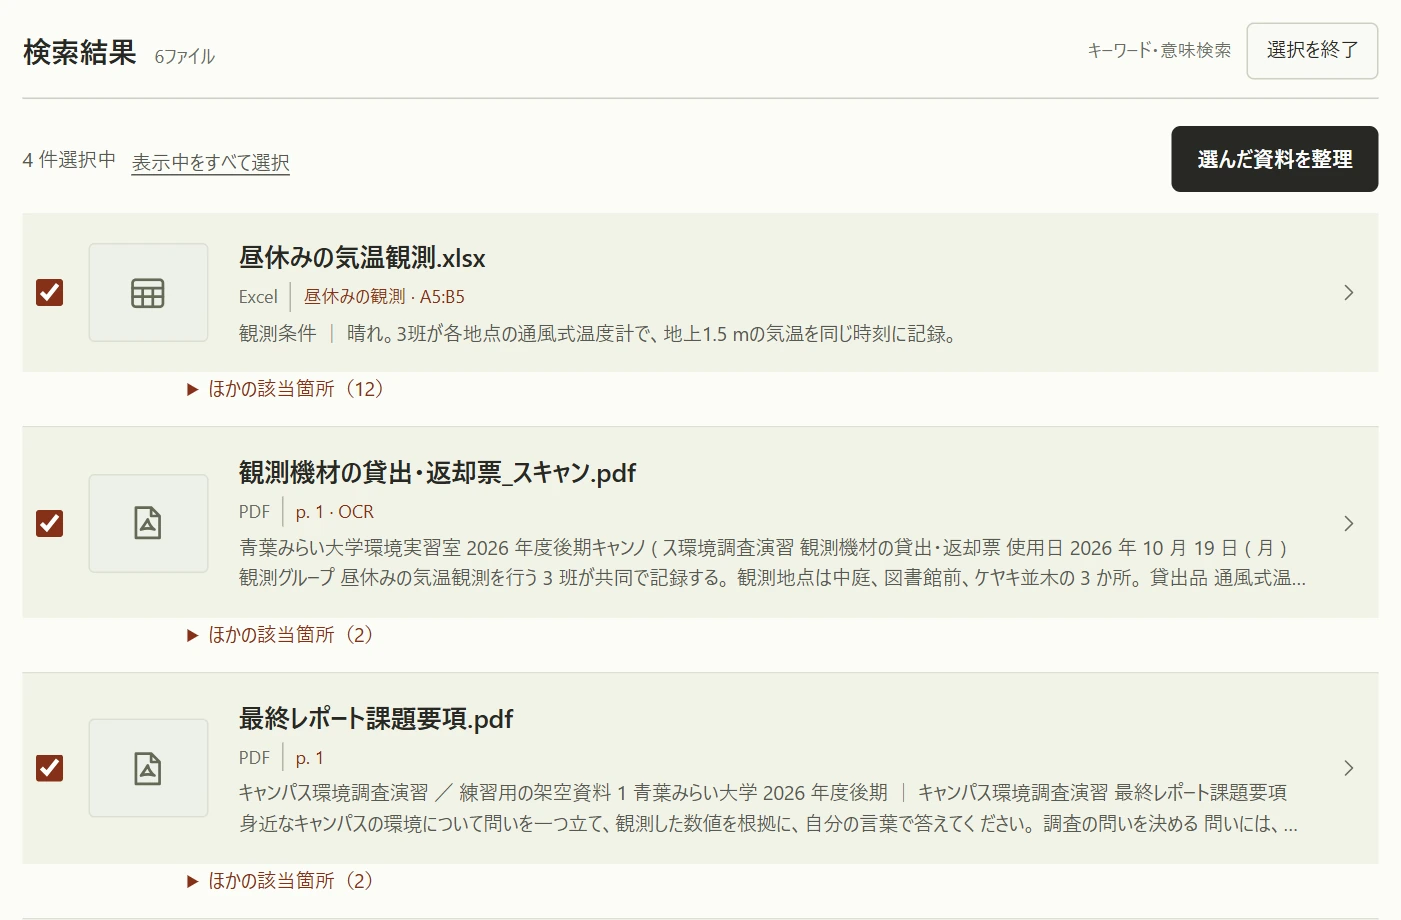 検索結果 6ファイル キーワード・意味検索 選択を終了
4 件選択中 表示中をすべて選択 選んだ資料を整理
昼休みの気温観測.xlsx
Excel 昼休みの観測 · A5:B5
観測条件 ｜ 晴れ。3班が各地点の通風式温度計で、地上1.5 mの気温を同じ時刻に記録。
▶ ほかの該当箇所（12）
観測機材の貸出・返却票_スキャン.pdf
PDF p. 1 · OCR
青葉みらい大学環境実習室 2026 年度後期キャンノ ( ス環境調査演習 観測機材の貸出・返却票 使用日 2026 年 10 月 19 日 ( 月 )
観測グループ 昼休みの気温観測を行う 3 班が共同で記録する。 観測地点は中庭、図書館前、ケヤキ並木の 3 か所。 貸出品 通風式温…
▶ ほかの該当箇所（2）
最終レポート課題要項.pdf
PDF p. 1
キャンパス環境調査演習 ／ 練習用の架空資料 1 青葉みらい大学 2026 年度後期 ｜ キャンパス環境調査演習 最終レポート課題要項
身近なキャンパスの環境について問いを一つ立て、観測した数値を根拠に、自分の言葉で答えてく ださい。 調査の問いを決める 問いには、…
▶ ほかの該当箇所（2）